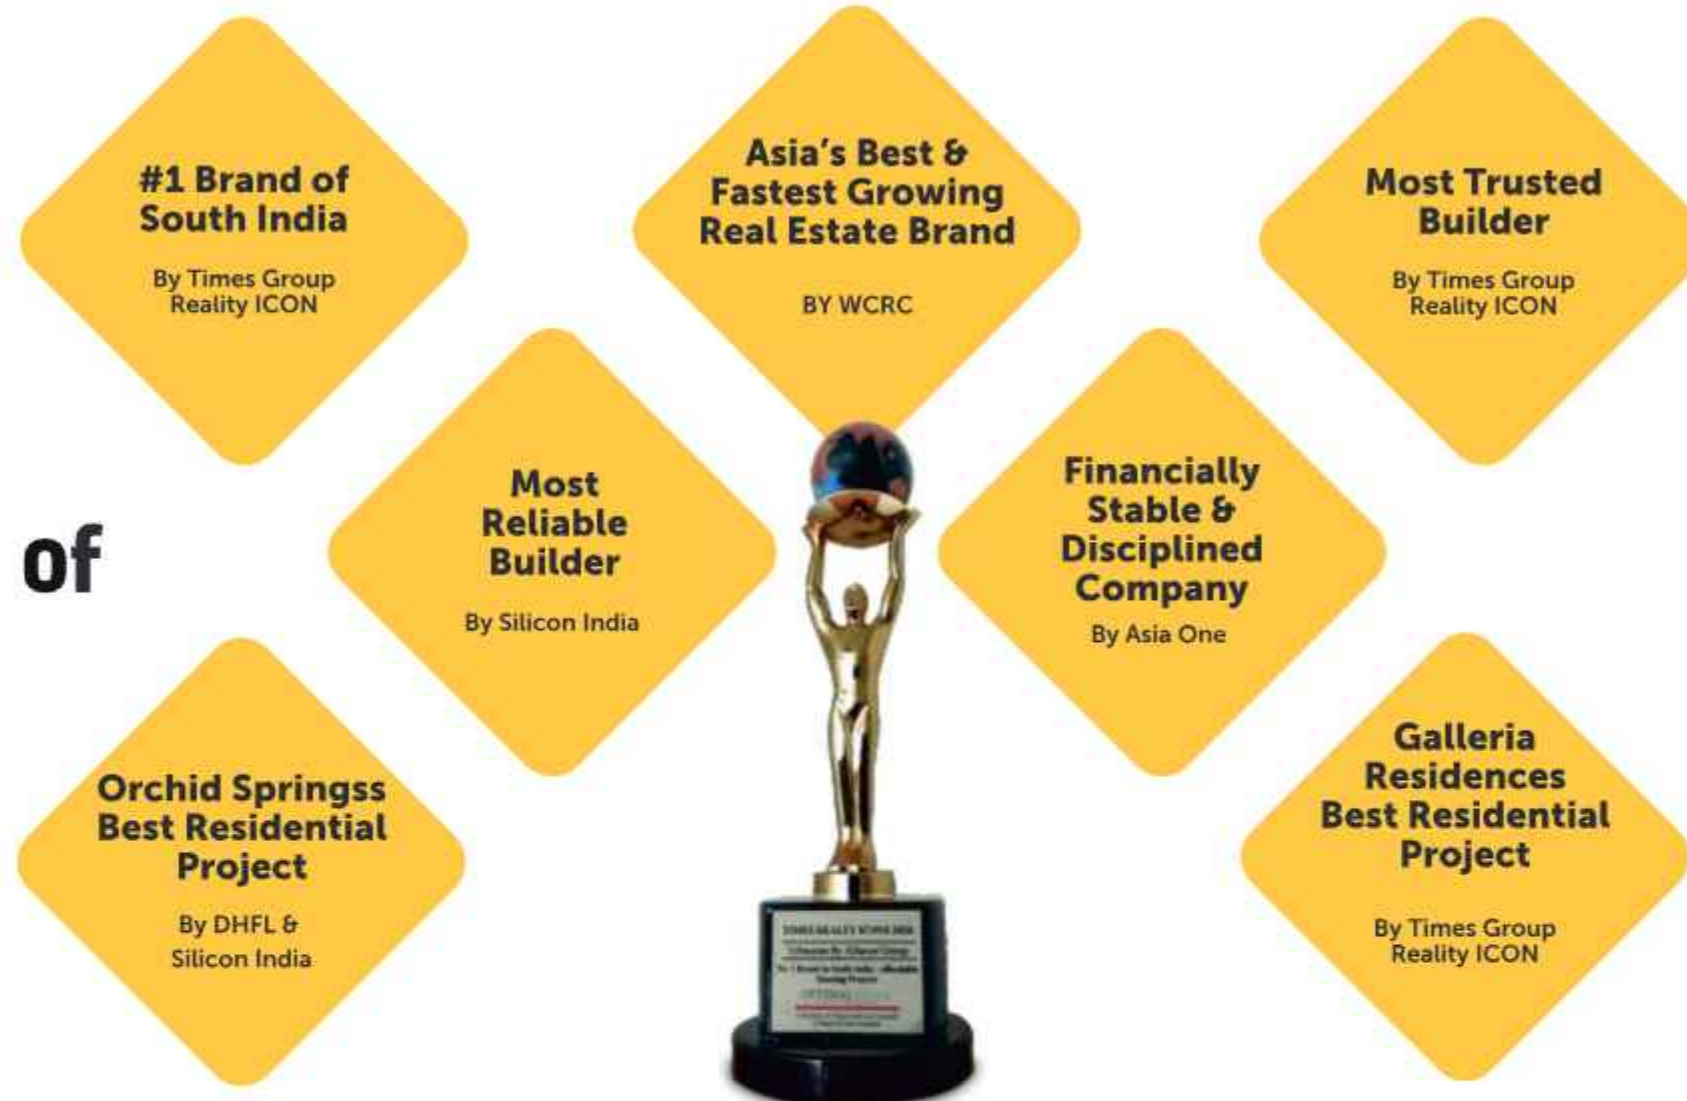 #1 Brand of
South India
By Times Group
Reality ICON
Asia's Best &
Fastest Growing
Real Estate Brand
BY WCRC
Most Trusted
Builder
By Times Group
Reality ICON
of
Most
Reliable
Builder
By Silicon India
Financially
Stable &
Disciplined
Company
By Asia One
Orchid Springss
Best Residential
Project
By DHFL &
Silicon India
Galleria
Residences
Best Residential
Project
By Times Group
Reality ICON